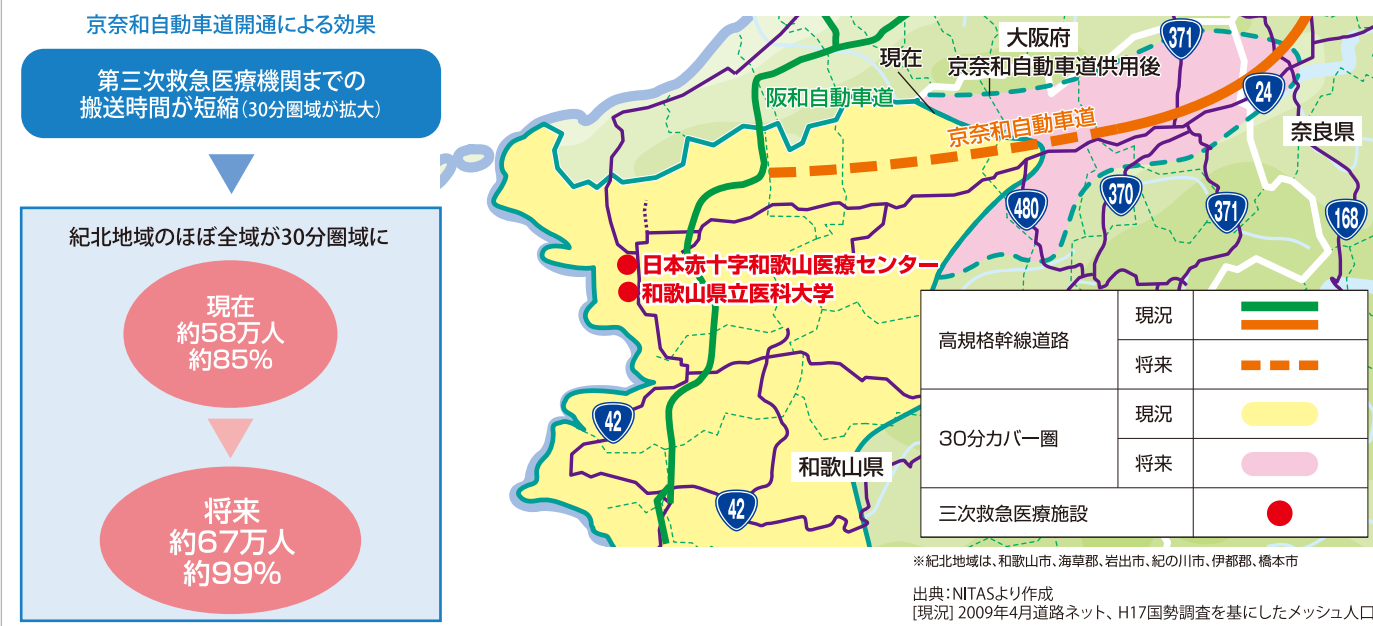 京奈和自動車道開通による効果
第三次救急医療機関までの
搬送時間が短縮(30分圏域が拡大)
紀北地域のほぼ全域が30分圏域に
現在
約58万人
約85%
将来
約67万人
約99%
大阪府
371
現在
京奈和自動車道供用後
阪和自動車道
24
京奈和自動車道
奈良県
480
370
371
168
日本赤十字和歌山医療センター
和歌山県立医科大学
42
和歌山県
42
高規格幹線道路
現況
将来
30分カバー圏
現況
将来
三次救急医療施設
※紀北地域は、和歌山市、海草郡、岩出市、紀の川市、伊都郡、橋本市
出典:NITASより作成
[現況] 2009年4月道路ネット、H17国勢調査を基にしたメッシュ人口